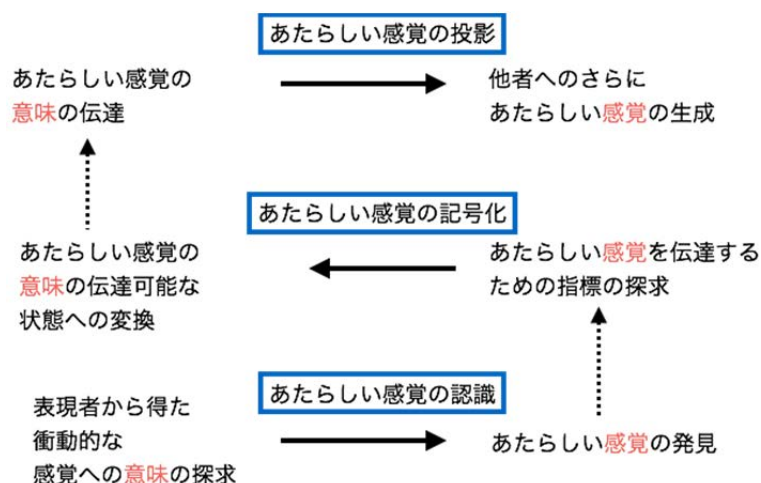 あたらしい感覚の投影
あたらしい感覚の
意味の伝達
他者へのさらに
あたらしい感覚の生成
あたらしい感覚の記号化
あたらしい感覚の
意味の伝達可能な
状態への変換
あたらしい感覚を伝達する
ための指標の探求
あたらしい感覚の認識
表現者から得た
衝動的な
感覚への意味の探求
あたらしい感覚の発見